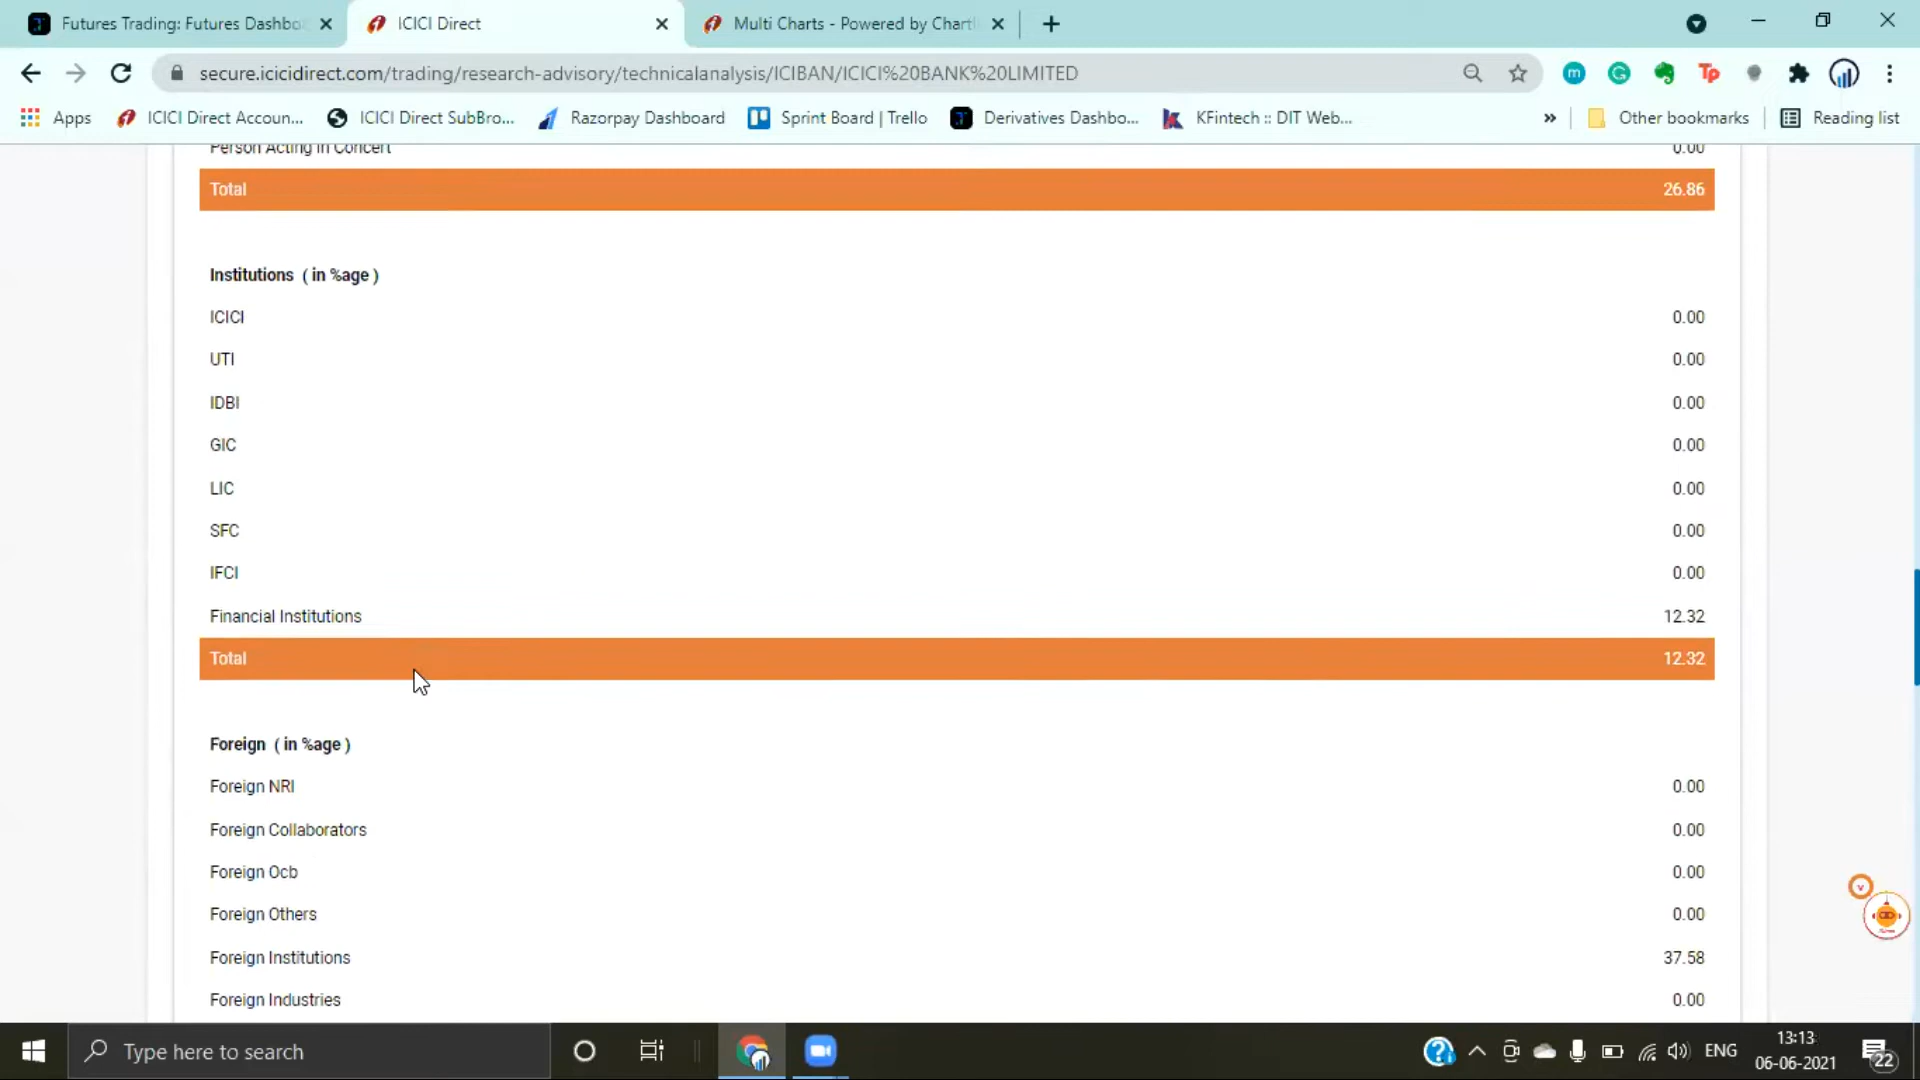 Futures Trading: Futures Dashbo
ICICI Direct
Multi Charts - Powered by Charti
secure.icicidirect.com/trading/research-advisory/technicalanalysis/ICIBAN/ICICI%20BANK%20LIMITED
Apps
ICICI Direct Accoun...
ICICI Direct SubBro...
Razorpay Dashboard
Sprint Board | Trello
Derivatives Dashbo...
KFintech :: DIT Web...
»
Other bookmarks
Reading list
Person Acting in Concert 0.00
Total 26.86
Institutions ( in %age )
ICICI 0.00
UTI 0.00
IDBI 0.00
GIC 0.00
LIC 0.00
SFC 0.00
IFCI 0.00
Financial Institutions 12.32
Total 12.32
Foreign ( in %age )
Foreign NRI 0.00
Foreign Collaborators 0.00
Foreign Ocb 0.00
Foreign Others 0.00
Foreign Institutions 37.58
Foreign Industries 0.00
Type here to search
ENG
13:13
06-06-2021
22